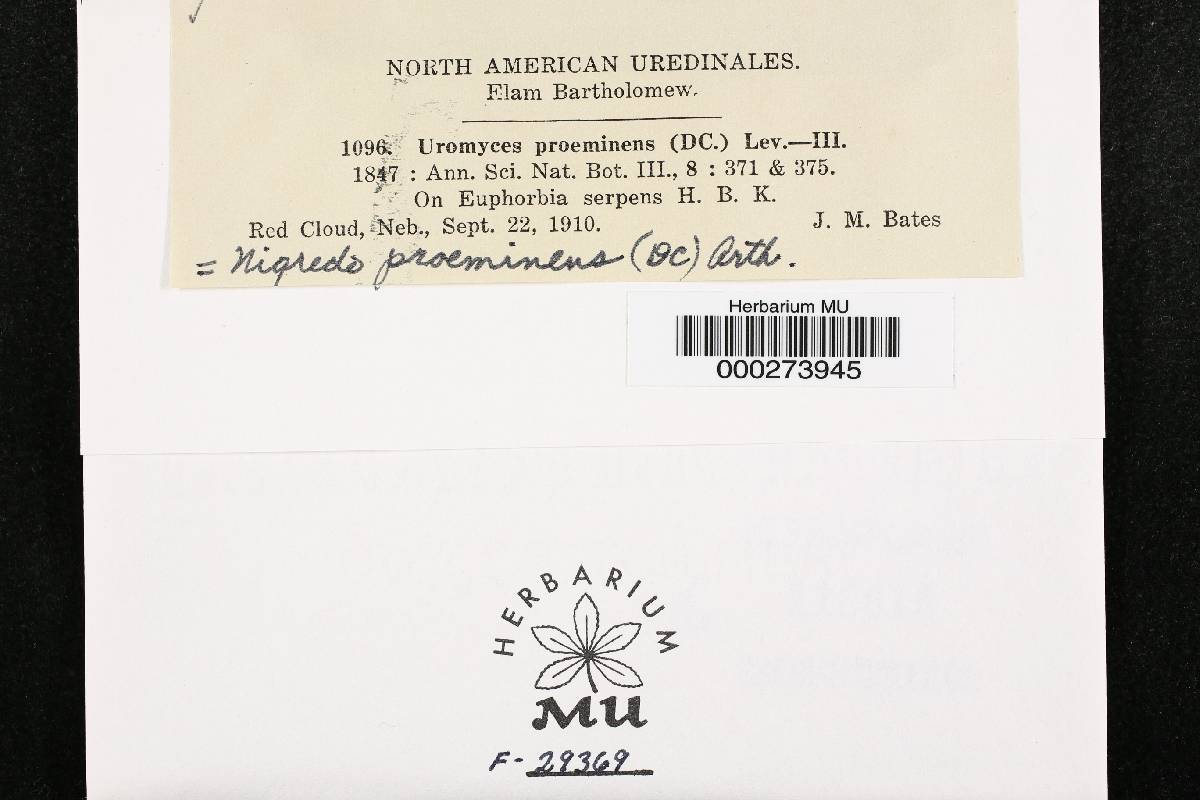 NORTH AMERICAN UREDINALES.
Elam Bartholomew.
1096. Uromyces proeminens (DC.) Lev.—III.
1847 : Ann. Sci. Nat. Bot. III., 8 : 371 & 375.
On Euphorbia serpens H. B. K.
Red Cloud, Neb., Sept. 22, 1910. J. M. Bates
= Nigredo proeminens (DC) Arth.
Herbarium MU
000273945
HERBARIUM
MU
F-29369